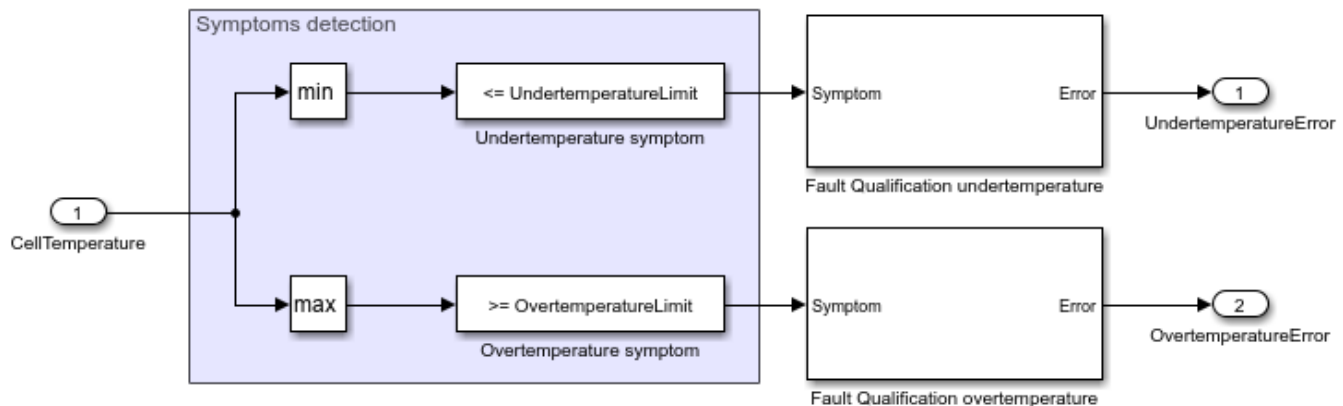 Symptoms detection
min
<= UndertemperatureLimit
Undertemperature symptom
Symptom
Error
Fault Qualification undertemperature
1
UndertemperatureError
1
CellTemperature
max
>= OvertemperatureLimit
Overtemperature symptom
Symptom
Error
Fault Qualification overtemperature
2
OvertemperatureError